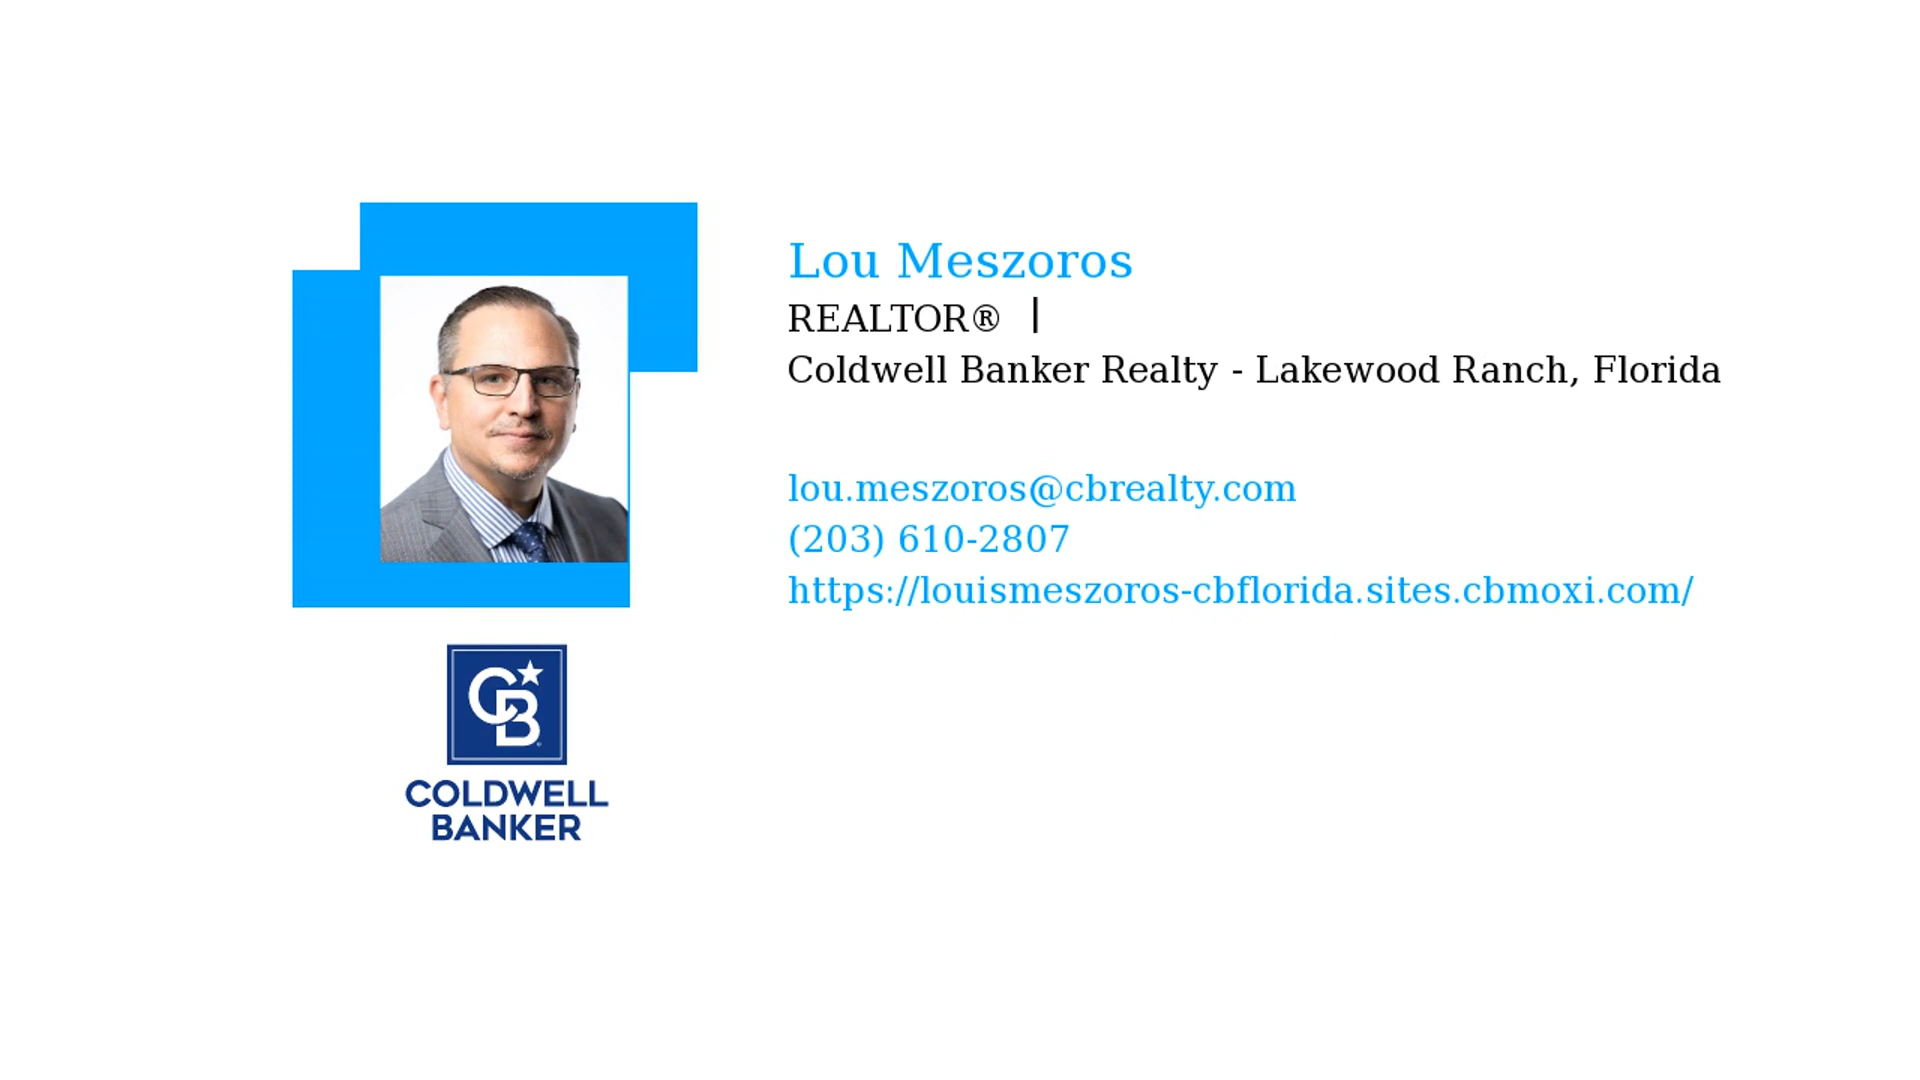 Lou Meszoros
REALTOR® |
Coldwell Banker Realty - Lakewood Ranch, Florida
lou.meszoros@cbrealty.com
(203) 610-2807
https://louismeszoros-cbflorida.sites.cbmoxi.com/
CB
COLDWELL
BANKER